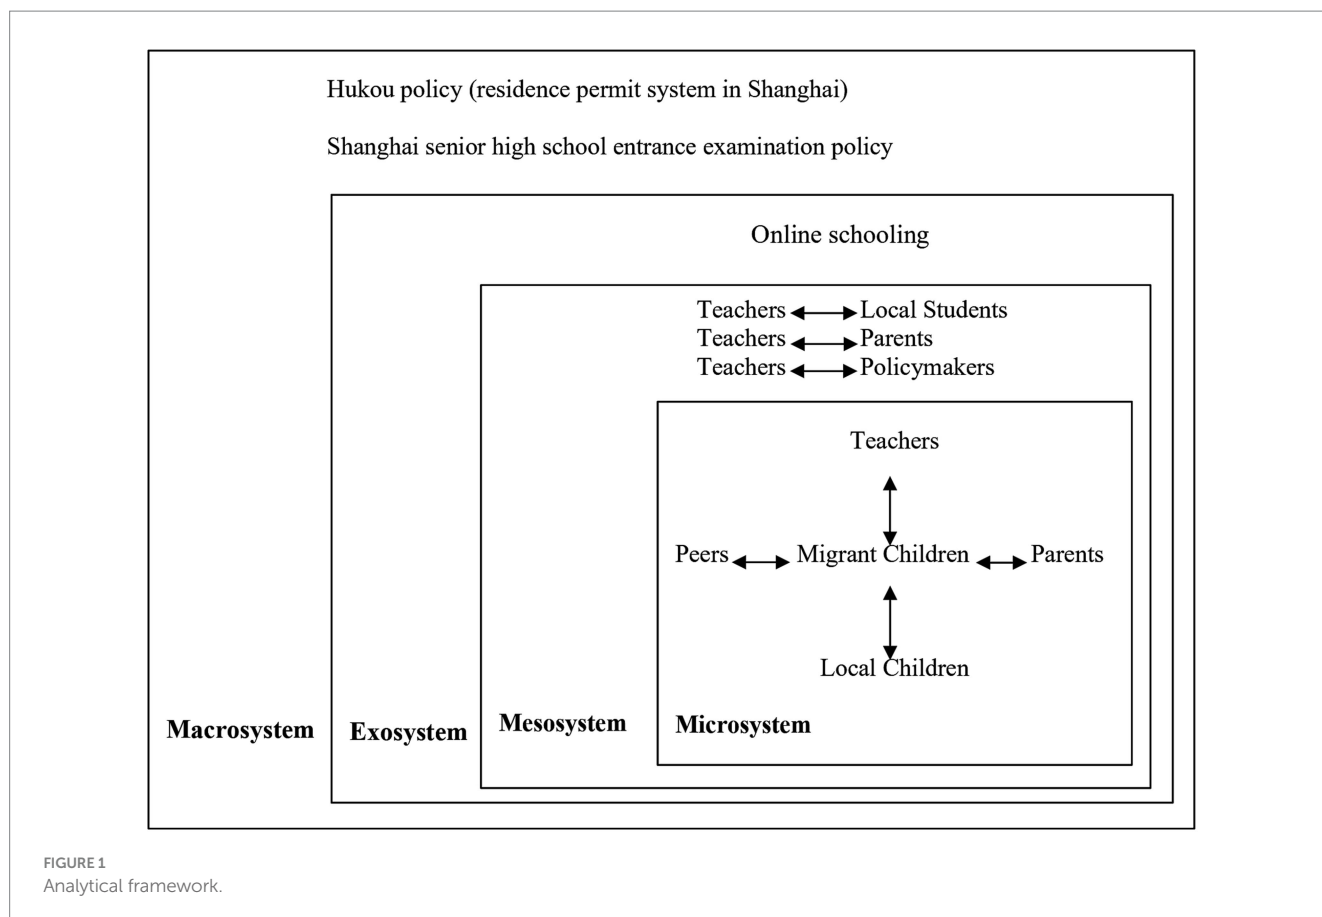 Hukou policy (residence permit system in Shanghai)
Shanghai senior high school entrance examination policy
Online schooling
Teachers Local Students
Teachers Parents
Teachers Policymakers
Teachers
Peers Migrant Children Parents
Local Children
Macrosystem Exosystem Mesosystem Microsystem
FIGURE 1
Analytical framework.